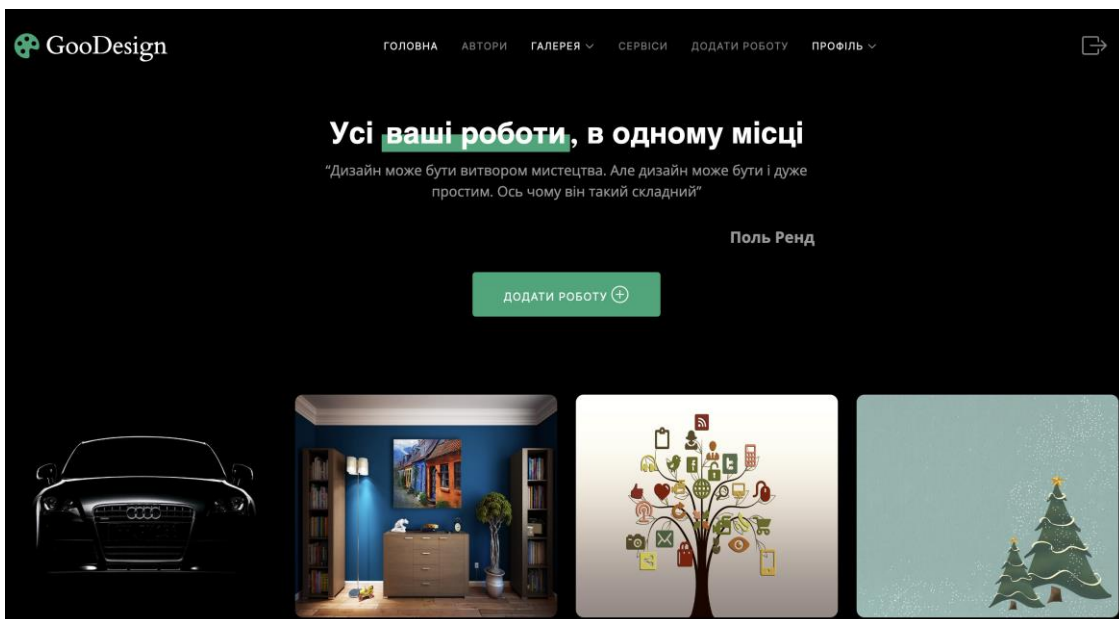 GooDesign
ГОЛОВНА АВТОРИ ГАЛЕРЕЯ СЕРВІСИ ДОДАТИ РОБОТУ ПРОФІЛЬ
Усі ваші роботи, в одному місці
“Дизайн може бути витвором мистецтва. Але дизайн може бути і дуже
простим. Ось чому він такий складний”
Поль Ренд
ДОДАТИ РОБОТУ